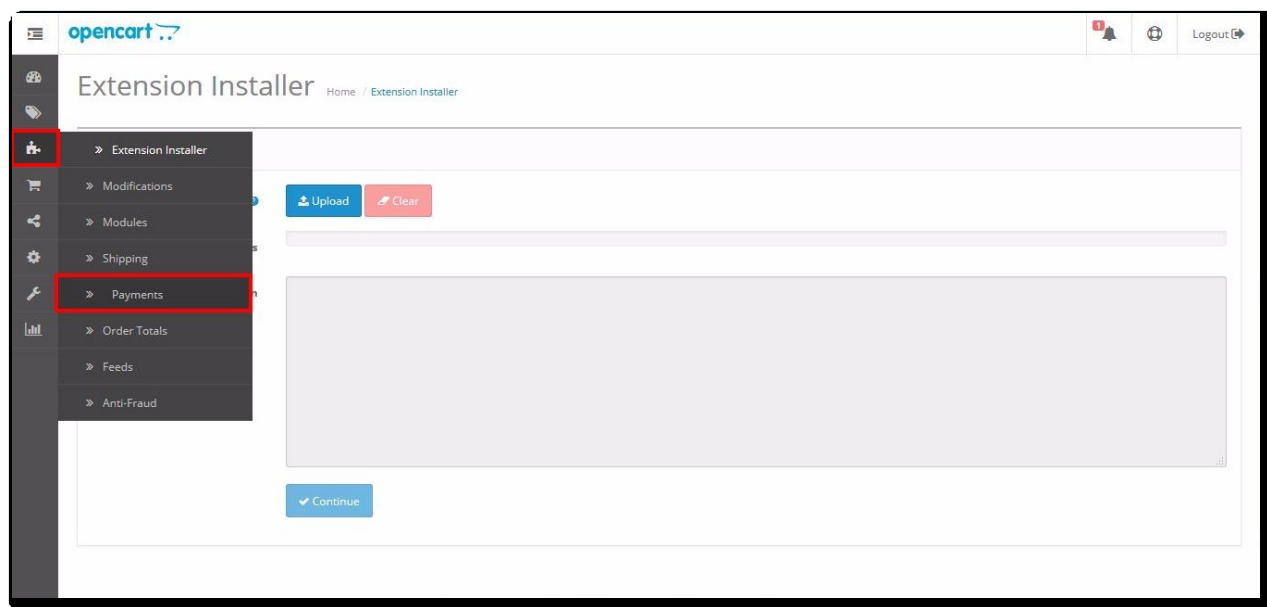 opencart
1
Logout
Extension Installer
Home / Extension Installer
» Extension Installer
» Modifications
Upload
Clear
» Modules
s
» Shipping
» Payments
n
» Order Totals
» Feeds
» Anti-Fraud
Continue